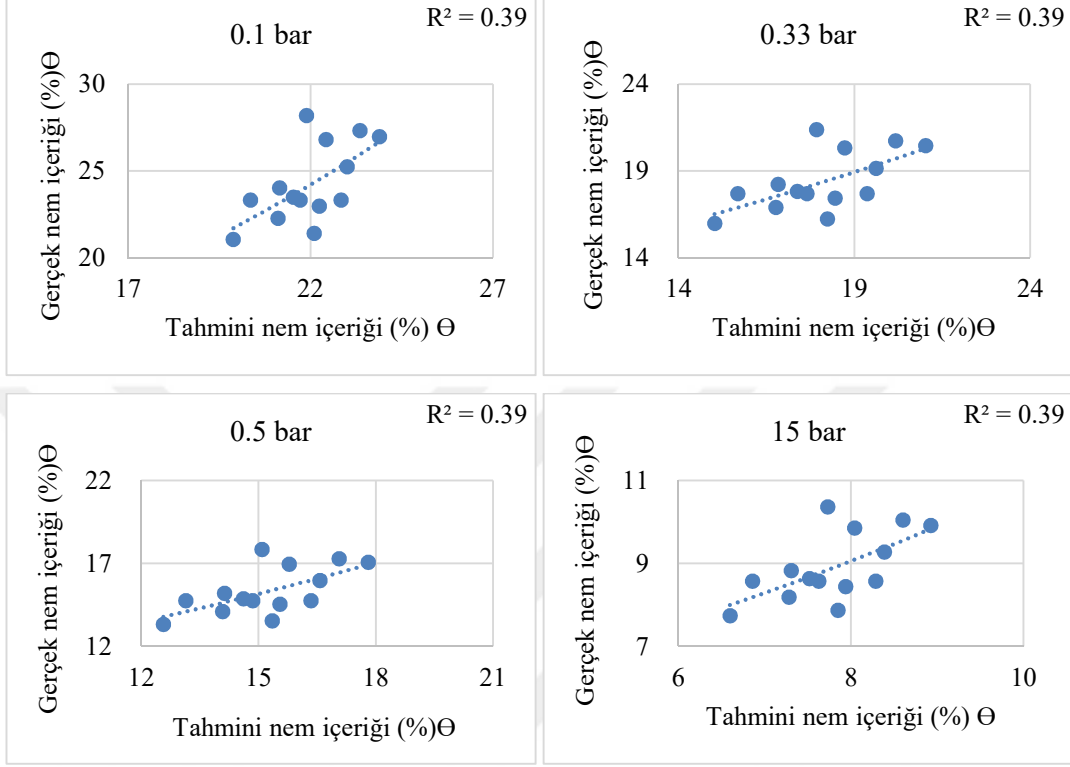 R² = 0.39
0.1 bar
Gerçek nem içeriği (%)Ɵ
30
25
20
17 22 27
Tahmini nem içeriği (%) Ɵ
R² = 0.39
0.33 bar
Gerçek nem içeriği (%)Ɵ
24
19
14
14 19 24
Tahmini nem içeriği (%)Ɵ
R² = 0.39
0.5 bar
Gerçek nem içeriği (%)Ɵ
22
17
12
12 15 18 21
Tahmini nem içeriği (%)Ɵ
R² = 0.39
15 bar
Gerçek nem içeriği (%)Ɵ
11
9
7
6 8 10
Tahmini nem içeriği (%) Ɵ